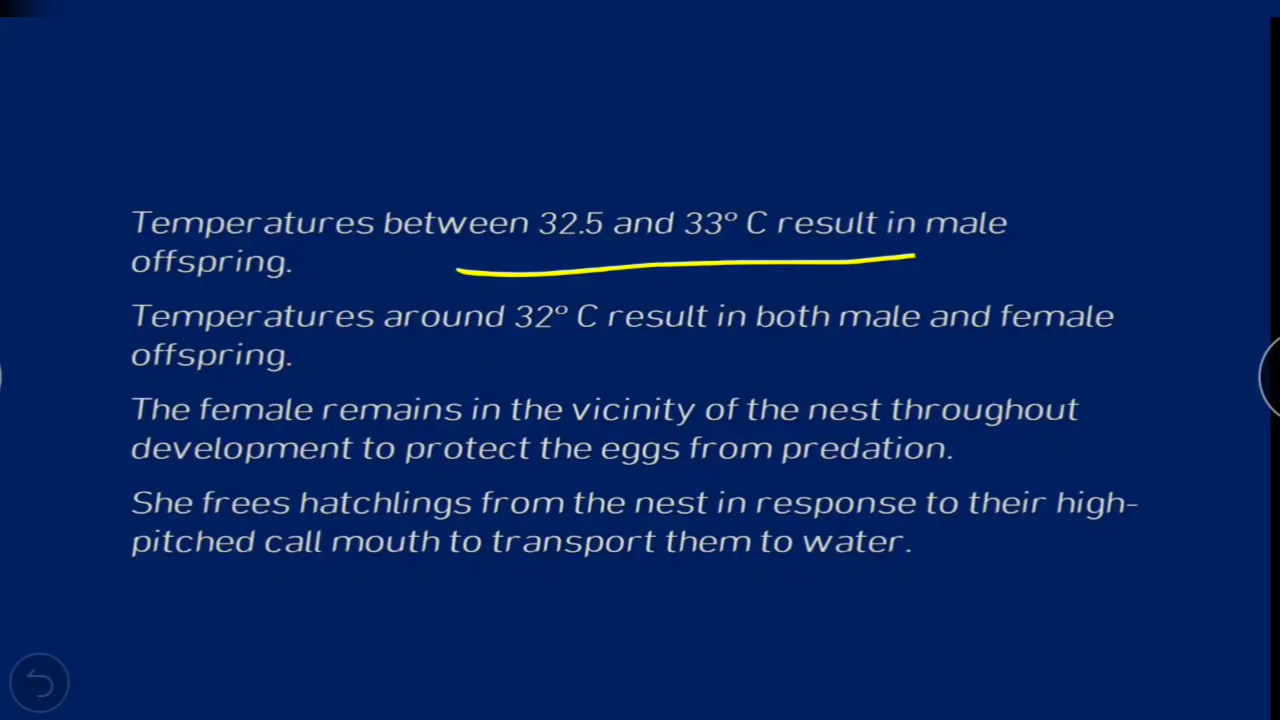 Temperatures between 32.5 and 33° C result in male
offspring.
Temperatures around 32° C result in both male and female
offspring.
The female remains in the vicinity of the nest throughout
development to protect the eggs from predation.
She frees hatchlings from the nest in response to their high-
pitched call mouth to transport them to water.